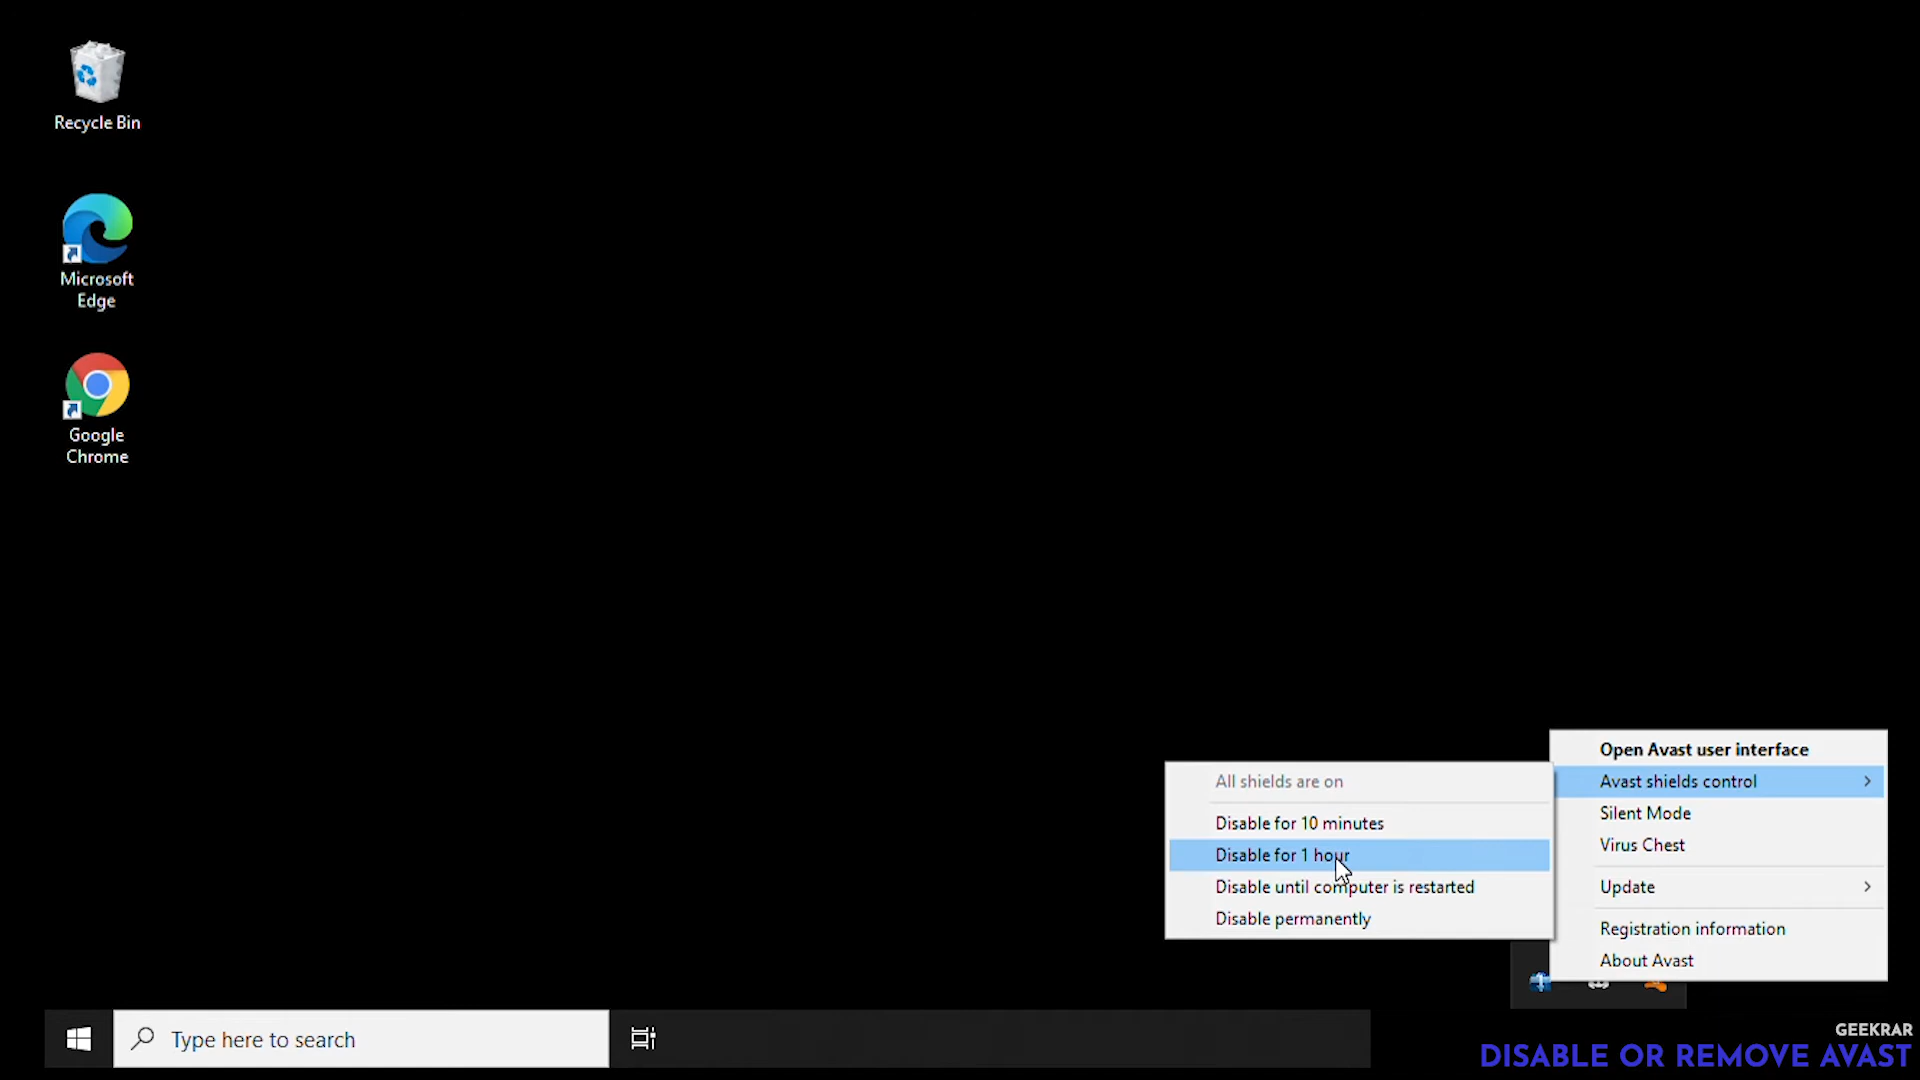 Recycle Bin
Microsoft
Edge
Google
Chrome
Open Avast user interface
Avast shields control
Silent Mode
Virus Chest
Update
Registration information
About Avast
All shields are on
Disable for 10 minutes
Disable for 1 hour
Disable until computer is restarted
Disable permanently
Type here to search
GEEKRAR
DISABLE OR REMOVE AVAST